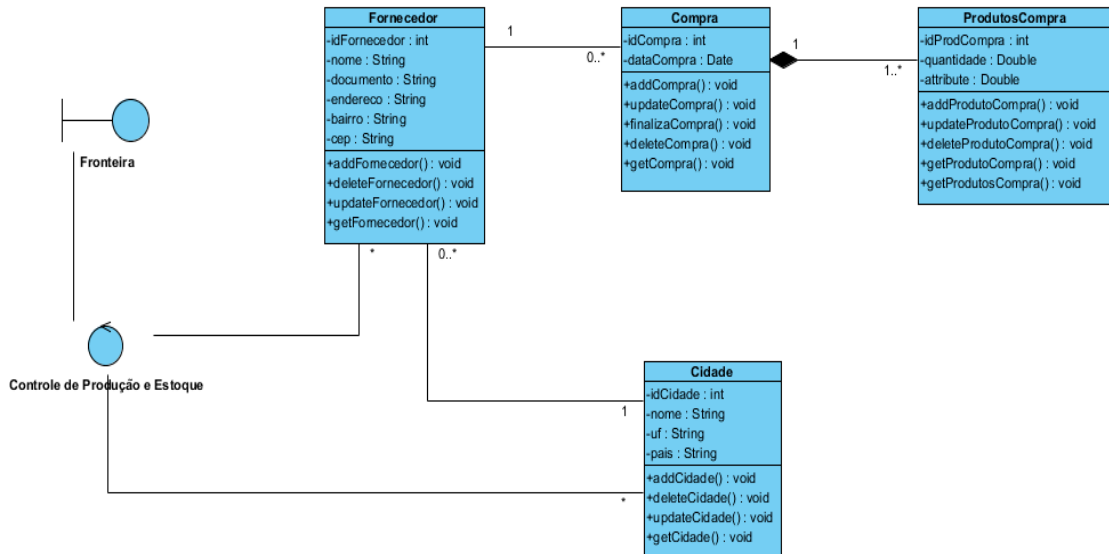 Fornecedor
-idFornecedor : int
-nome : String
-documento : String
-endereco : String
-bairro : String
-cep : String
+addFornecedor() : void
+deleteFornecedor() : void
+updateFornecedor() : void
+getFornecedor() : void
1
0..*
Compra
-idCompra : int
-dataCompra : Date
+addCompra() : void
+updateCompra() : void
+finalizaCompra() : void
+deleteCompra() : void
+getCompra() : void
1
1..*
ProdutosCompra
-idProdCompra : int
-quantidade : Double
-attribute : Double
+addProdutoCompra() : void
+updateProdutoCompra() : void
+deleteProdutoCompra() : void
+getProdutoCompra() : void
+getProdutosCompra() : void
Fronteira
*
0..*
Controle de Produção e Estoque
1
*
Cidade
-idCidade : int
-nome : String
-uf : String
-pais : String
+addCidade() : void
+deleteCidade() : void
+updateCidade() : void
+getCidade() : void